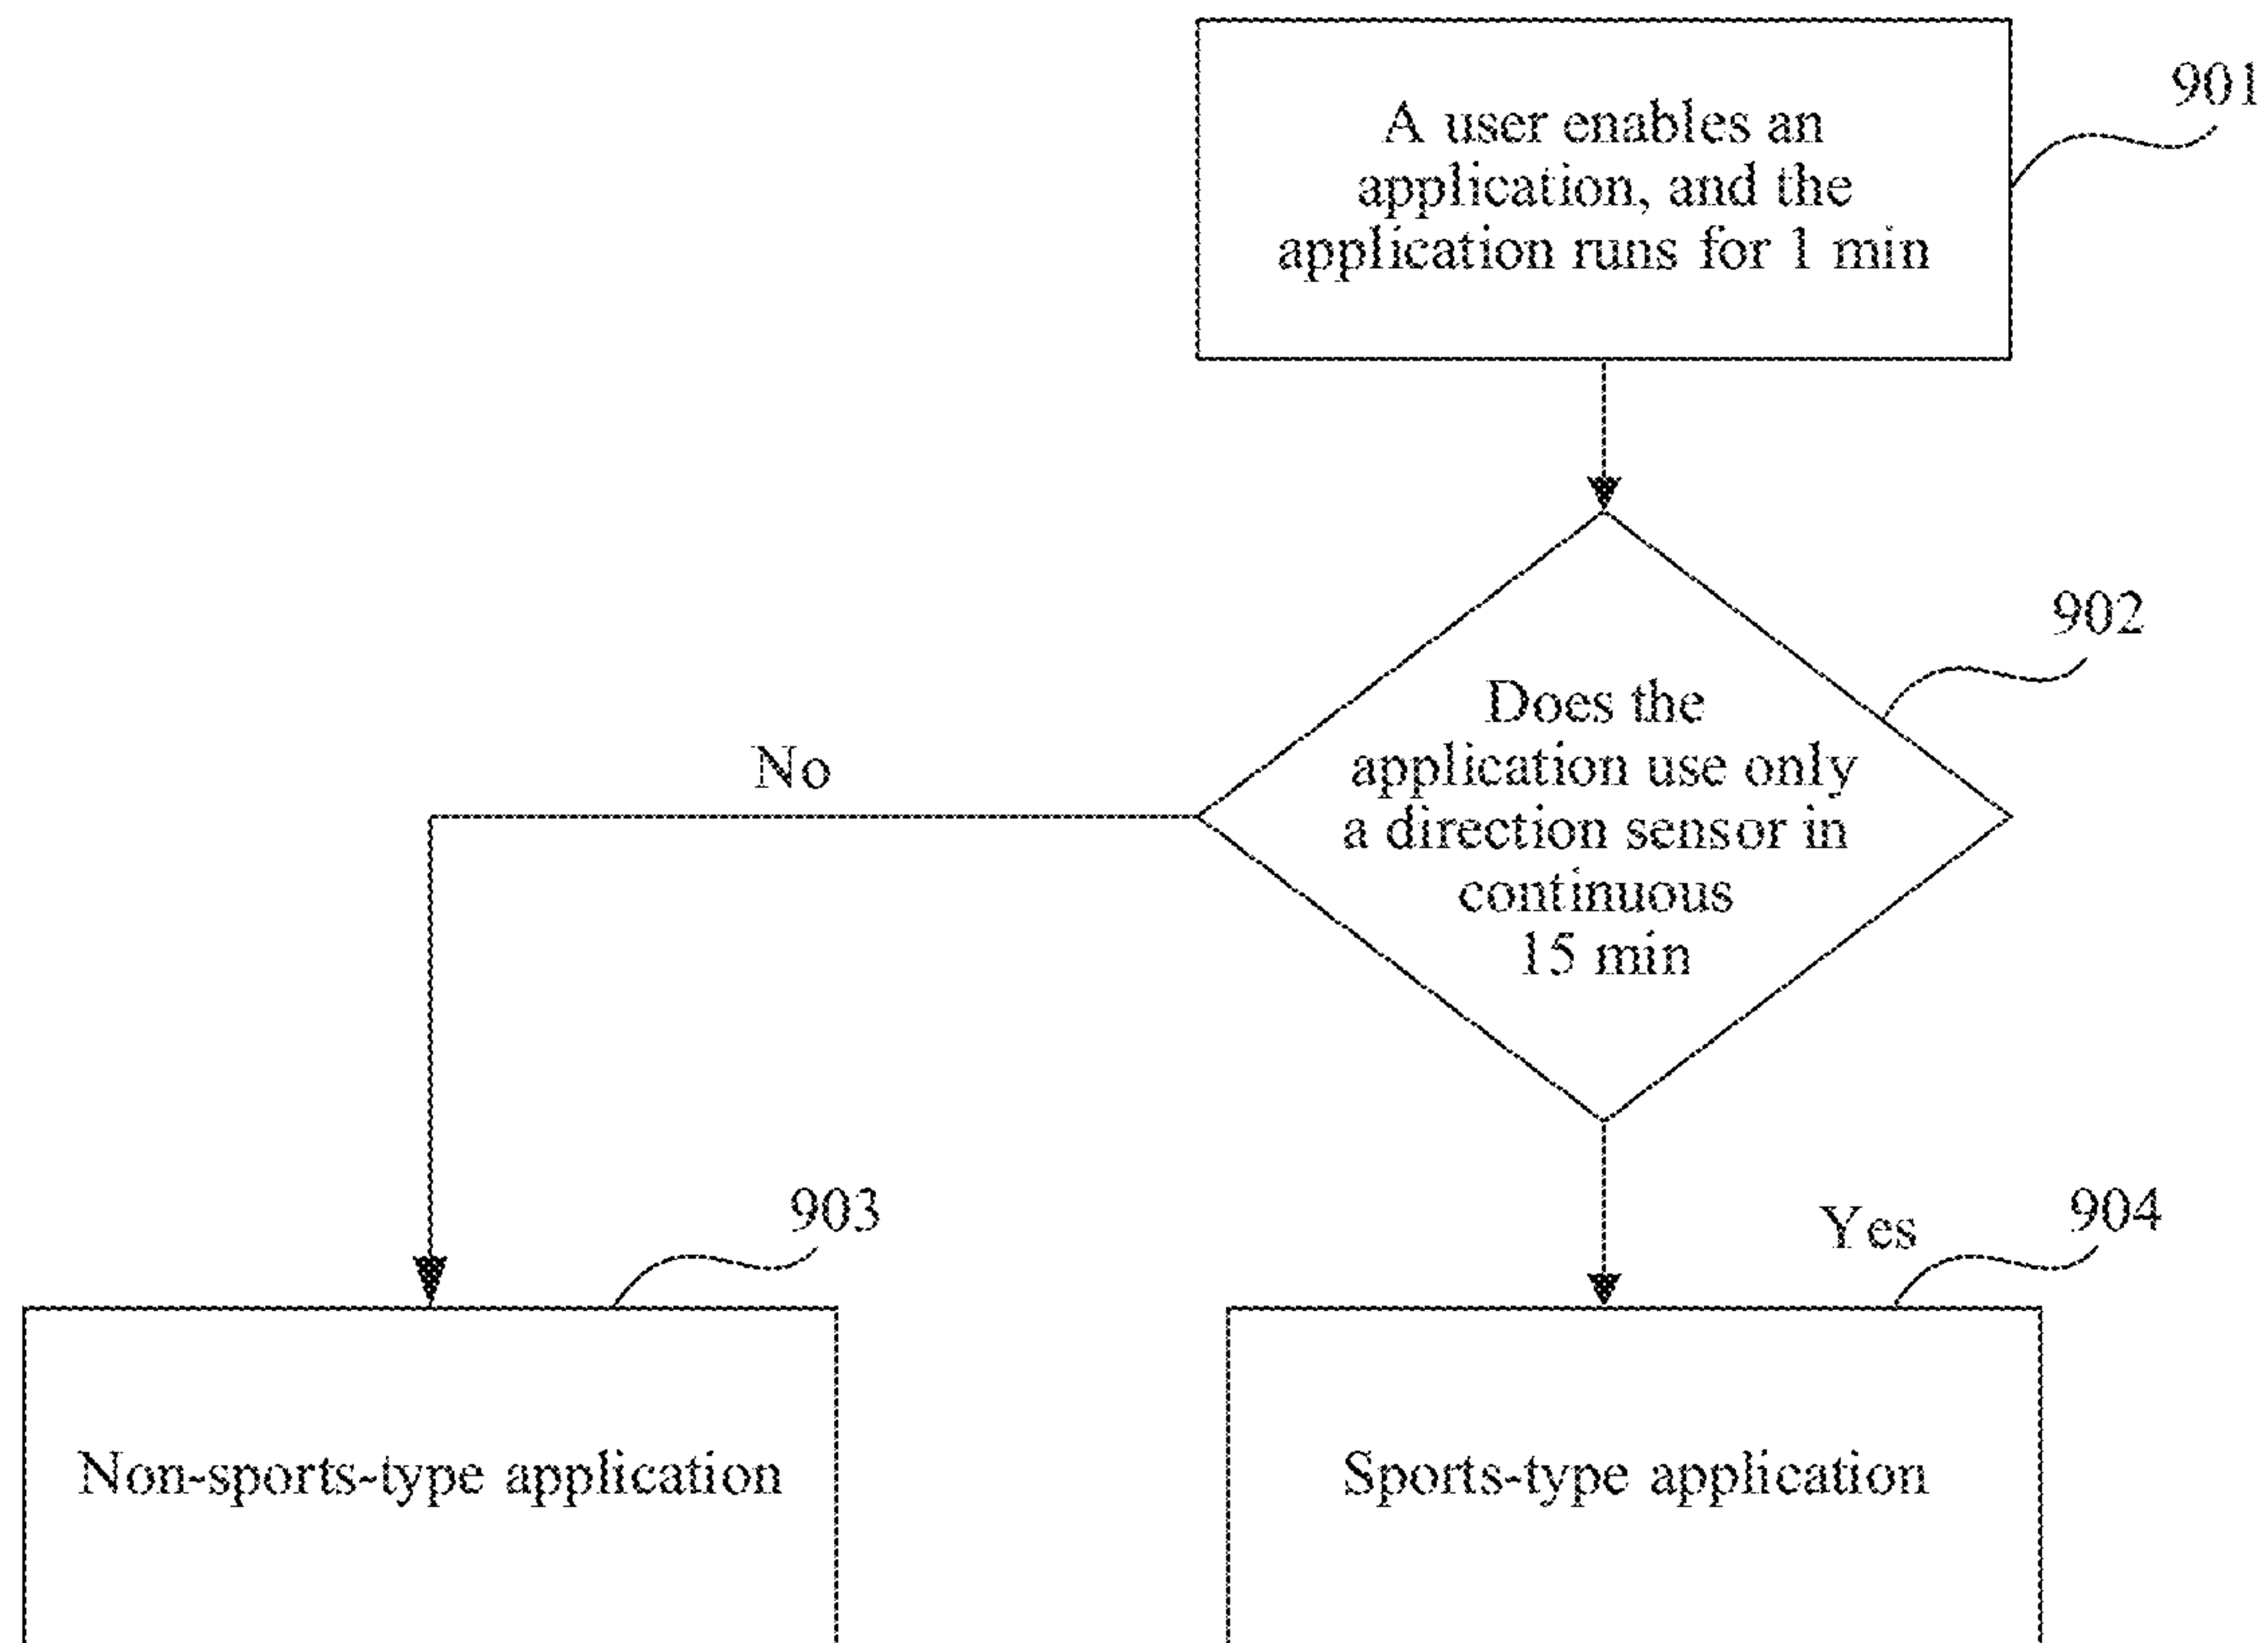 901
A user enables an
application, and the
application runs for 1 min
902
Does the
application use only
a direction sensor in
continuous
15 min
No
903
Yes
904
Non-sports-type application
Sports-type application